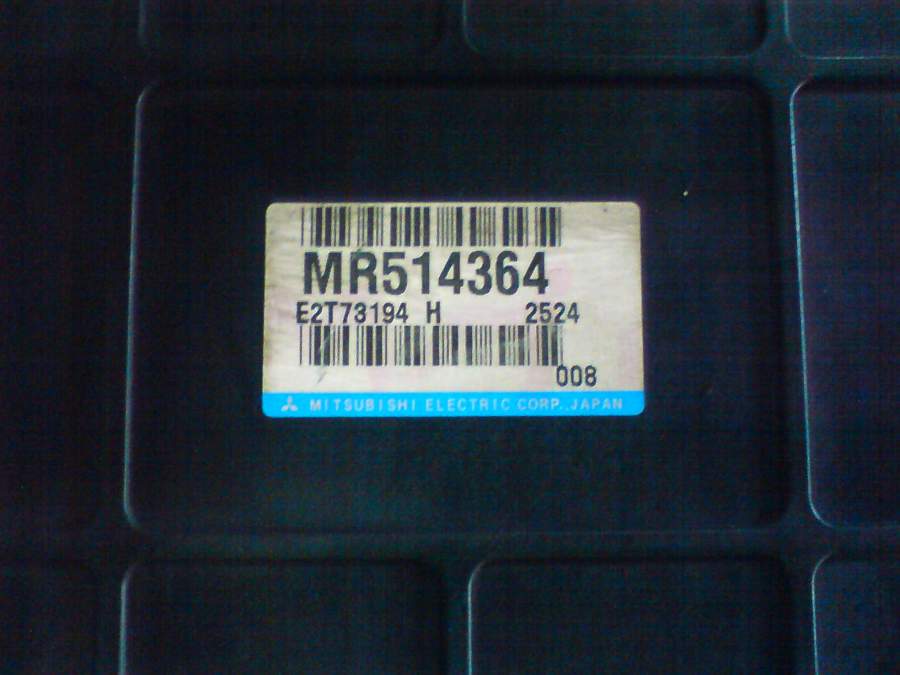 MR514364
E2T73194 H 2524
008
MITSUBISHI ELECTRIC CORP. JAPAN